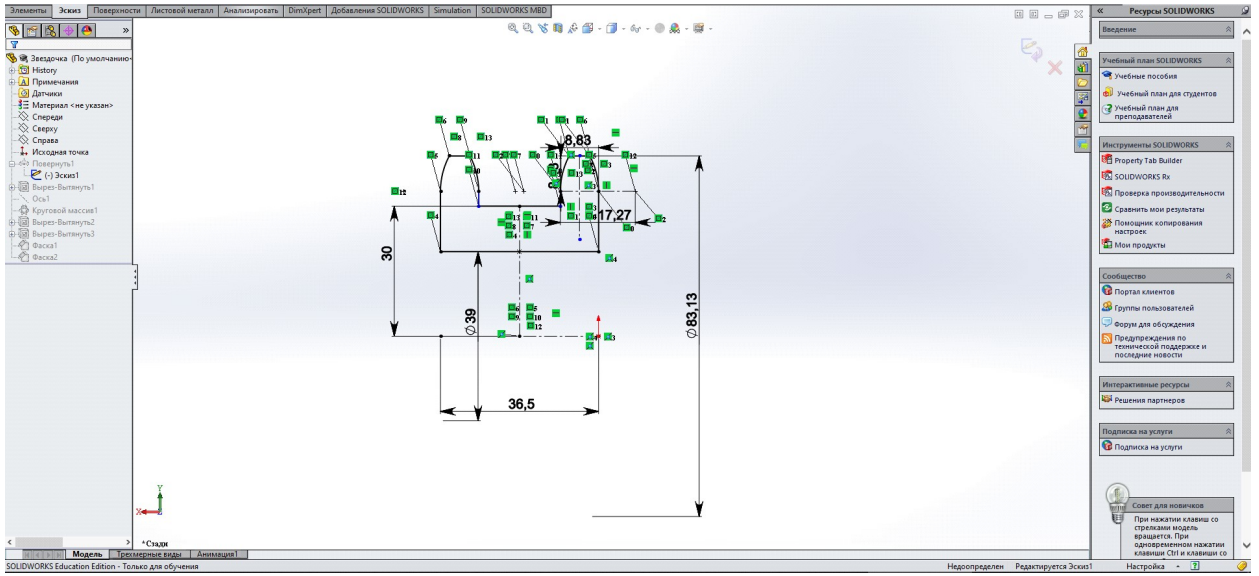 Элементы Эскиз Поверхности Листовой металл Анализировать DimXpert Добавления SOLIDWORKS Simulation SOLIDWORKS MBD
Звездочка (По умолчанию
History
Примечания
Датчики
Материал <не указан>
Спереди
Сверху
Справа
Исходная точка
Повернуть1
(-) Эскиз1
Вырез-Вытянуть1
Ось1
Круговой массив1
Вырез-Вытянуть2
Вырез-Вытянуть3
Фаска1
Фаска2
8,83
17,27
30
∅39
∅83,13
36,5
Y
X
*Сзади
Ресурсы SOLIDWORKS
Введение
Учебный план SOLIDWORKS
Учебные пособия
Учебный план для студентов
Учебный план для
преподавателей
Инструменты SOLIDWORKS
Property Tab Builder
SOLIDWORKS Rx
Проверка производительности
Сравнить мои результаты
Помощник копирования
настроек
Мои продукты
Сообщество
Портал клиентов
Группы пользователей
Форум для обсуждения
Предупреждения по
технической поддержке и
последние новости
Интерактивные ресурсы
Решения партнеров
Подписка на услуги
Подписка на услуги
Совет для новичков
При нажатии клавиш со
стрелками модель
вращается. При
одновременном нажатии
клавиши Ctrl и клавиши со
Модель Трехмерные виды Анимация1
SOLIDWORKS Education Edition - Только для обучения
Недоопределен Редактируется Эскиз1 Настройка